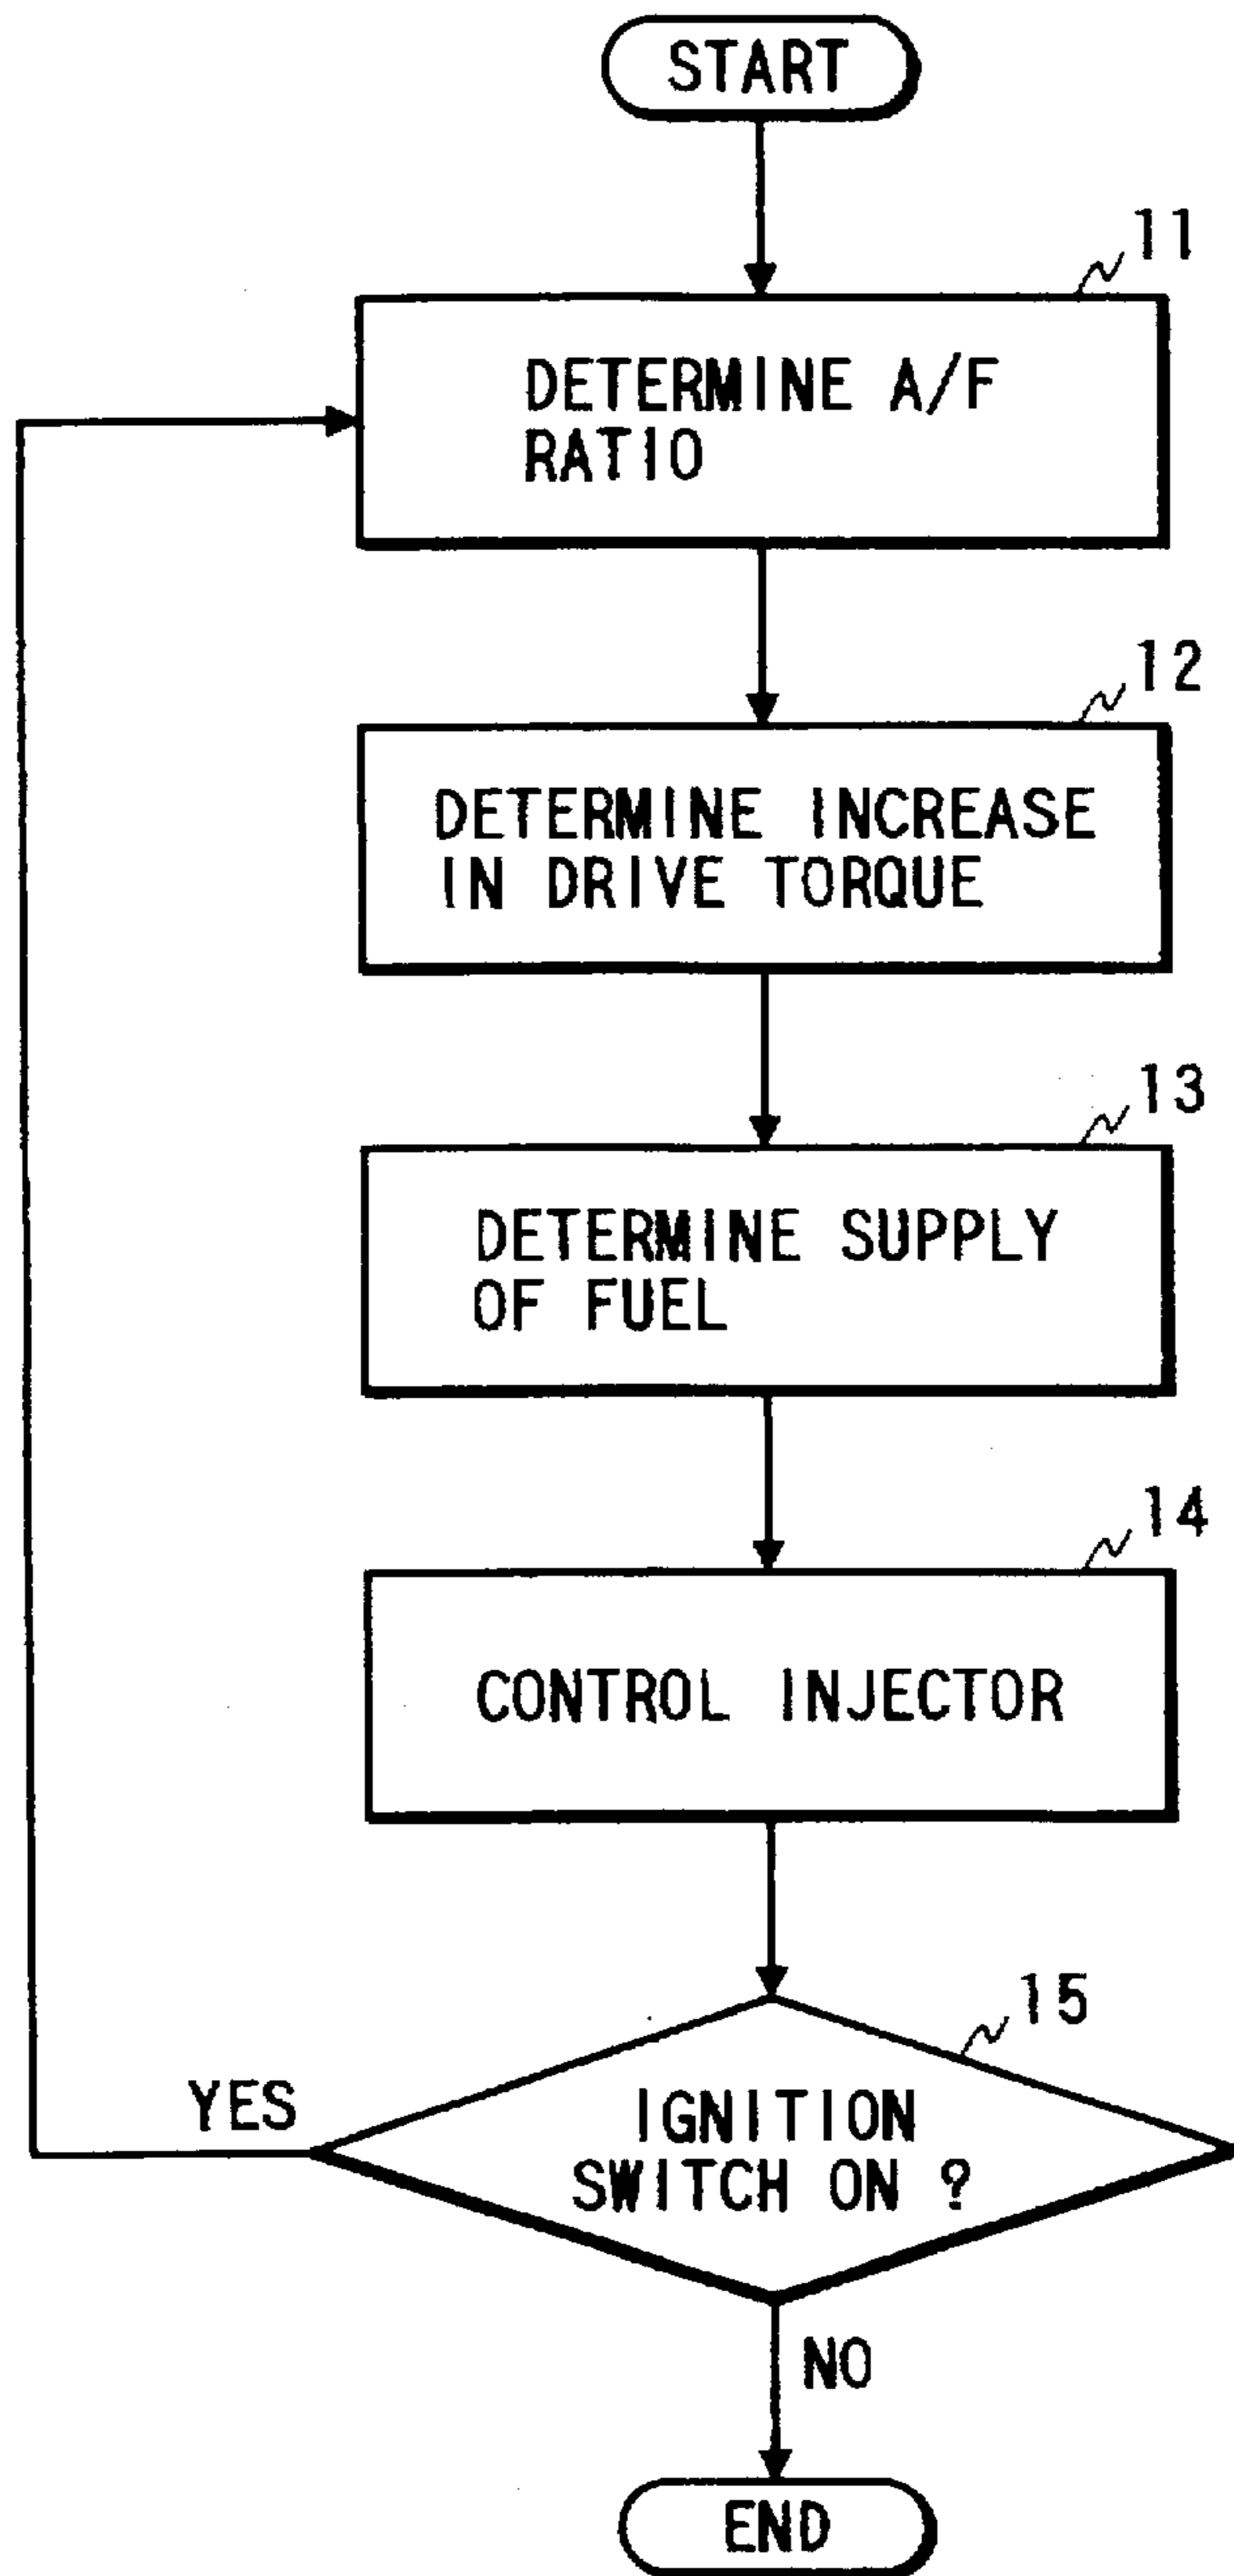 START
11
DETERMINE A/F
RATIO
12
DETERMINE INCREASE
IN DRIVE TORQUE
13
DETERMINE SUPPLY
OF FUEL
14
CONTROL INJECTOR
15
YES
IGNITION
SWITCH ON ?
NO
END